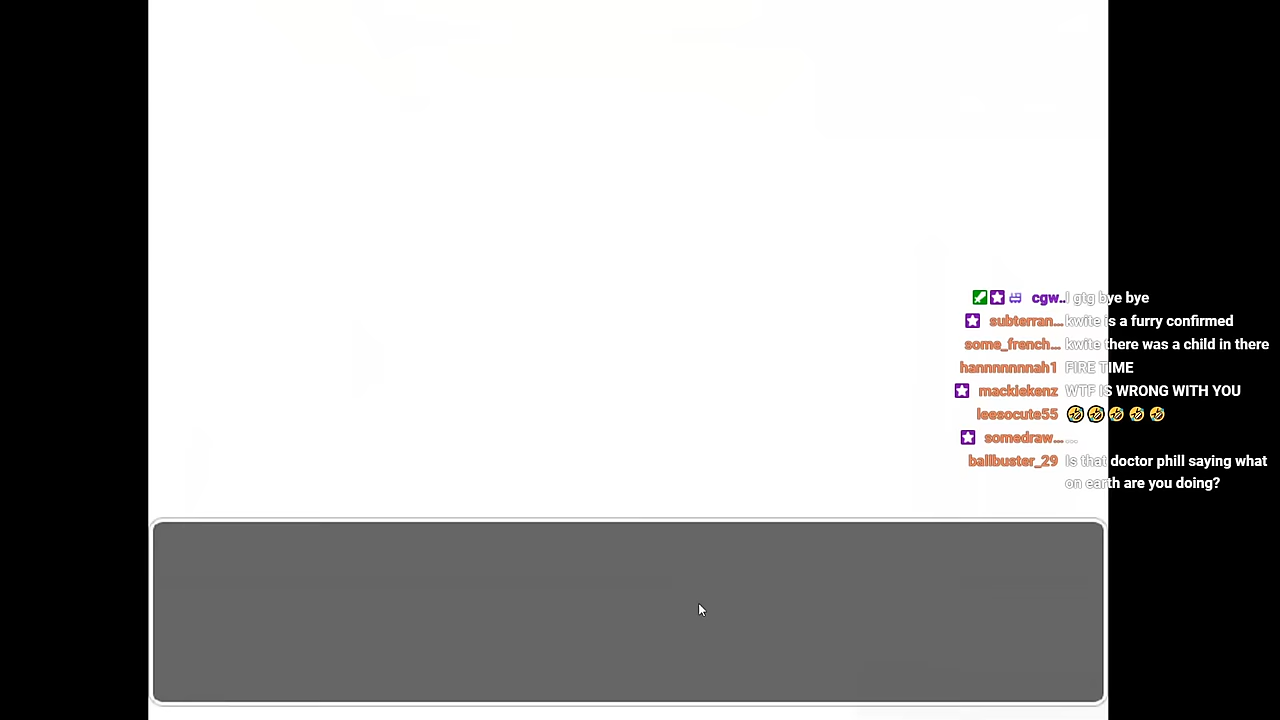 cgw.. I gtg bye bye
subterran... kwite is a furry confirmed
some_french... kwite there was a child in there
hannnnnnnah1 FIRE TIME
mackiekenz WTF IS WRONG WITH YOU
leesocute55 🤣🤣🤣🤣🤣
somedraw... ...
ballbuster_29 Is that doctor phill saying what
on earth are you doing?